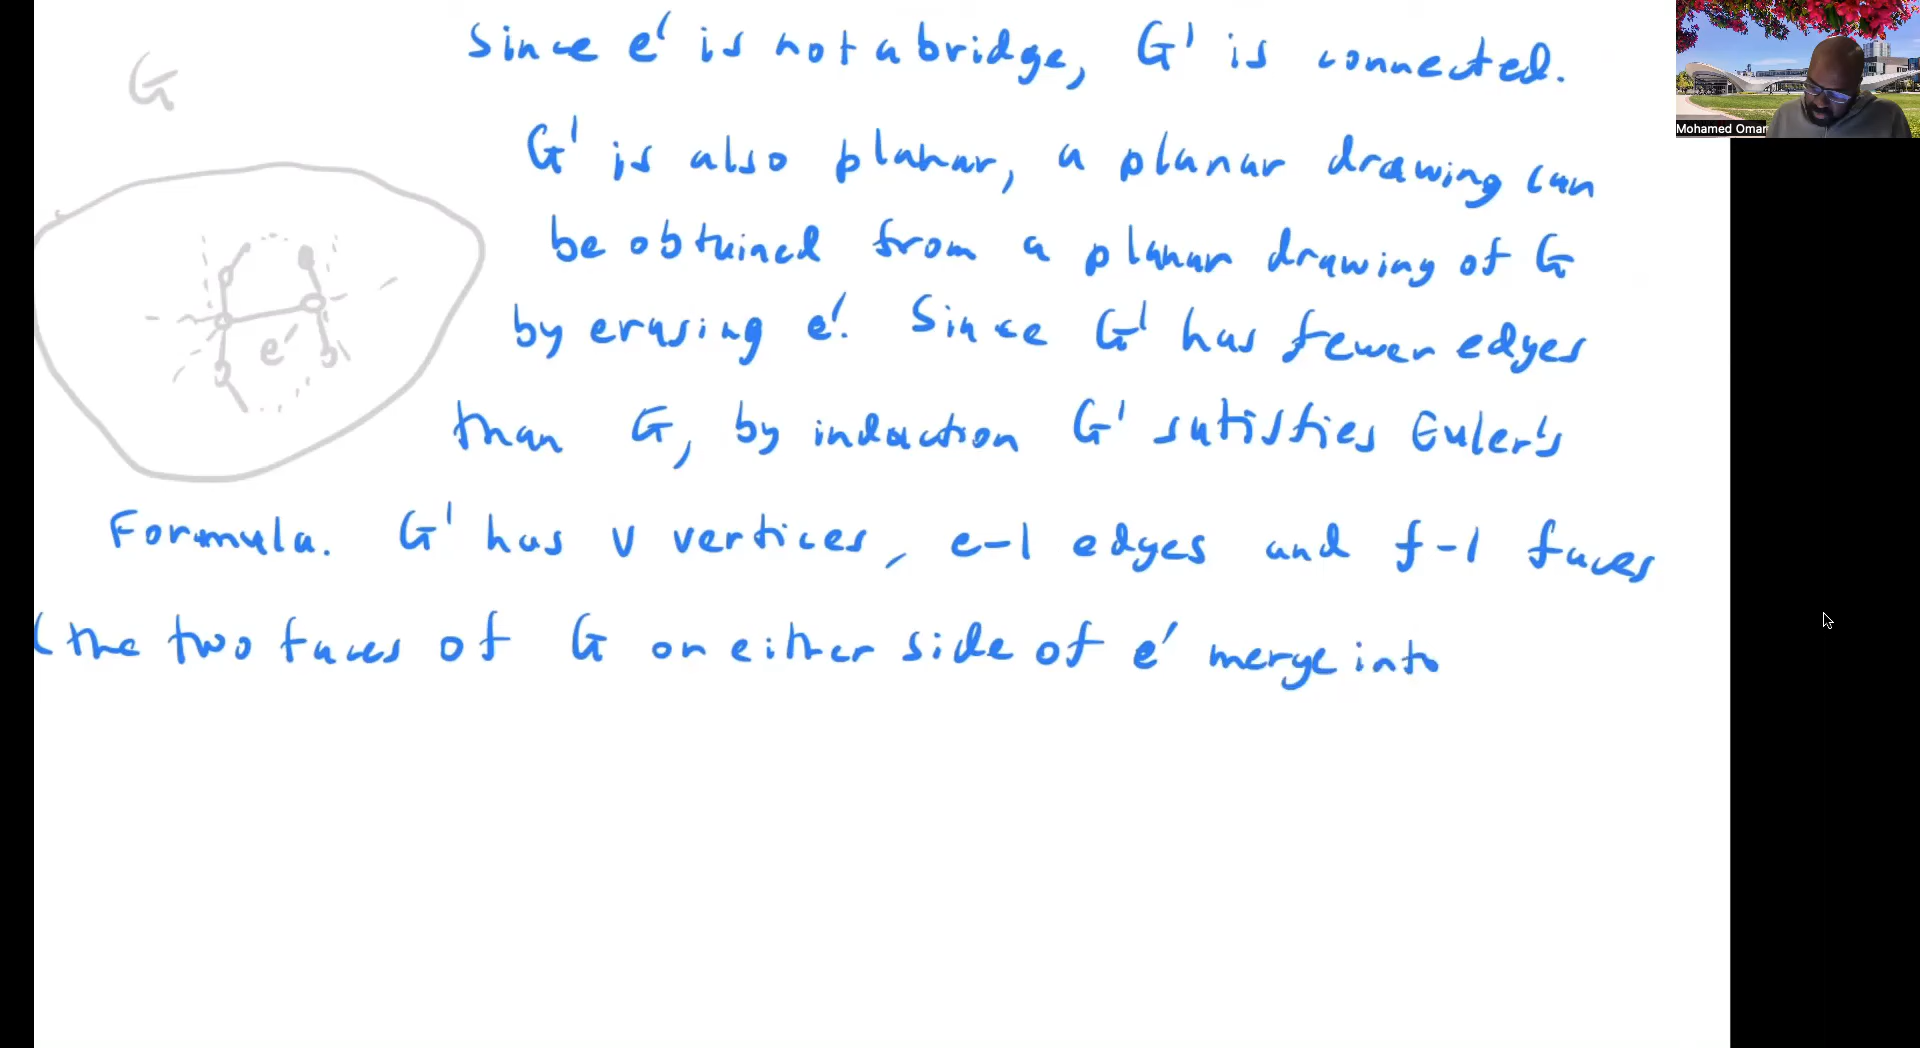 G
Since e' is not a bridge, G' is connected.
G' is also planar, a planar drawing can
be obtained from a planar drawing of G
by erasing e'. Since G' has fewer edges
e'
than G, by induction G' satisfies Euler's
Formula. G' has v vertices, e-1 edges and f-1 faces
(the two faces of G on either side of e' merge into
Mohamed Omar